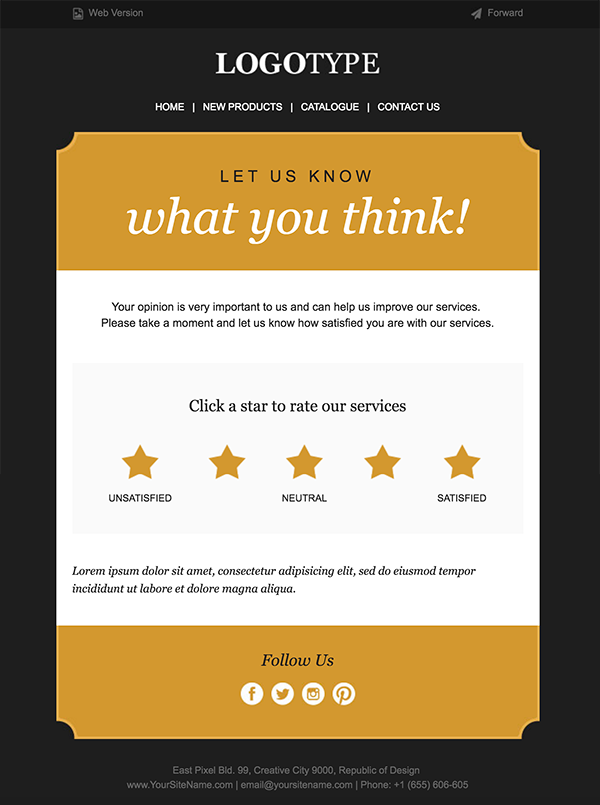 Web Version
Forward
LOGOTYPE
HOME | NEW PRODUCTS | CATALOGUE | CONTACT US
LET US KNOW
what you think!
Your opinion is very important to us and can help us improve our services.
Please take a moment and let us know how satisfied you are with our services.
Click a star to rate our services
UNSATISFIED
NEUTRAL
SATISFIED
Lorem ipsum dolor sit amet, consectetur adipisicing elit, sed do eiusmod tempor
incididunt ut labore et dolore magna aliqua.
Follow Us
East Pixel Bld. 99, Creative City 9000, Republic of Design
www.YourSiteName.com | email@yoursitename.com | Phone: +1 (655) 606-605